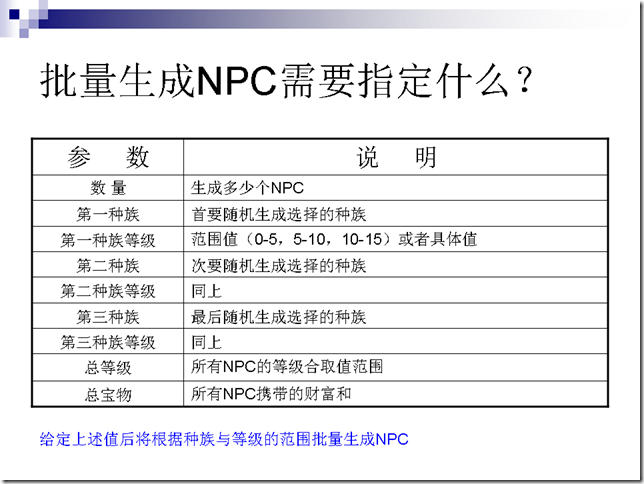 批量生成NPC需要指定什么？
参 数 说 明
数 量 生成多少个NPC
第一种族 首要随机生成选择的种族
第一种族等级 范围值（0-5，5-10，10-15）或者具体值
第二种族 次要随机生成选择的种族
第二种族等级 同上
第三种族 最后随机生成选择的种族
第三种族等级 同上
总等级 所有NPC的等级合取值范围
总宝物 所有NPC携带的财富和
给定上述值后将根据种族与等级的范围批量生成NPC